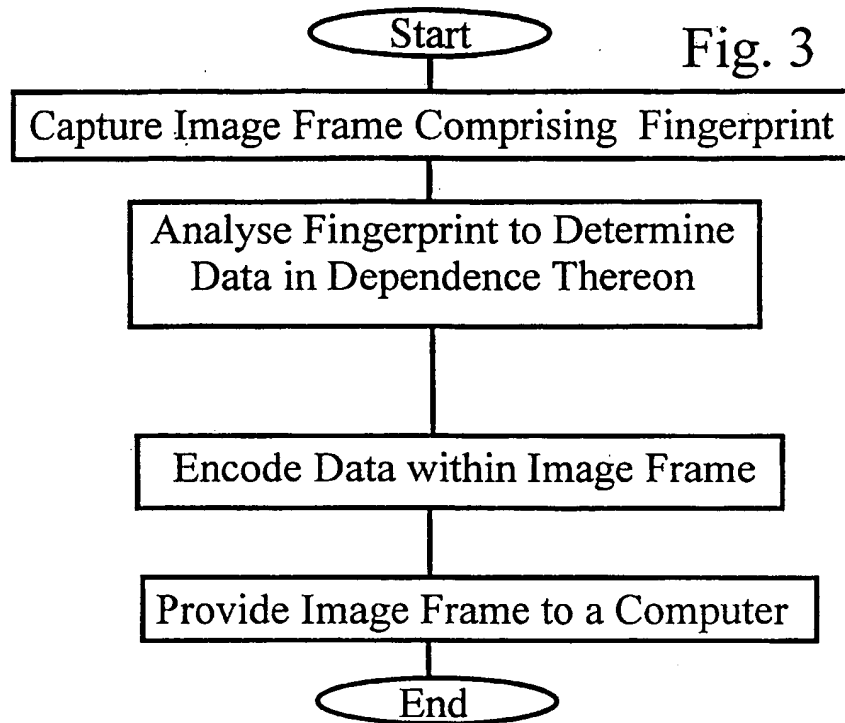 Start
Fig. 3
Capture Image Frame Comprising Fingerprint
Analyse Fingerprint to Determine
Data in Dependence Thereon
Encode Data within Image Frame
Provide Image Frame to a Computer
End